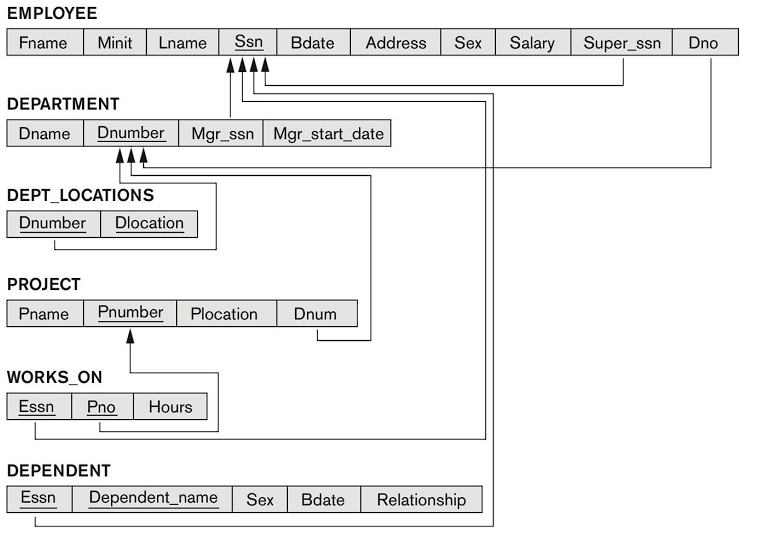 EMPLOYEE
Fname Minit Lname Ssn Bdate Address Sex Salary Super_ssn Dno
DEPARTMENT
Dname Dnumber Mgr_ssn Mgr_start_date
DEPT_LOCATIONS
Dnumber Dlocation
PROJECT
Pname Pnumber Plocation Dnum
WORKS_ON
Essn Pno Hours
DEPENDENT
Essn Dependent_name Sex Bdate Relationship